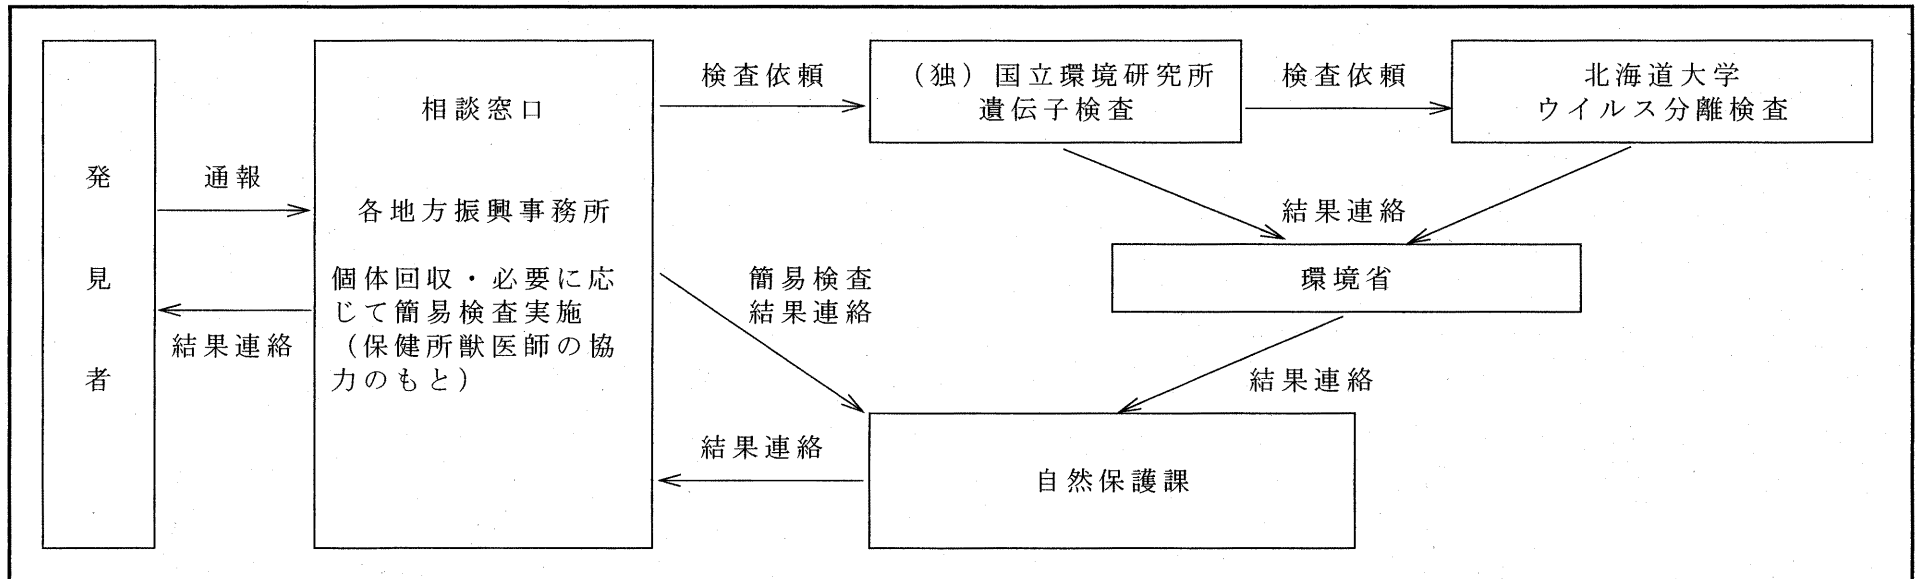 発見者
通報
結果連絡
相談窓口
各地方振興事務所
個体回収・必要に応
じて簡易検査実施
（保健所獣医師の協
力のもと）
検査依頼
（独）国立環境研究所
遺伝子検査
検査依頼
北海道大学
ウイルス分離検査
結果連絡
環境省
簡易検査
結果連絡
結果連絡
結果連絡
自然保護課